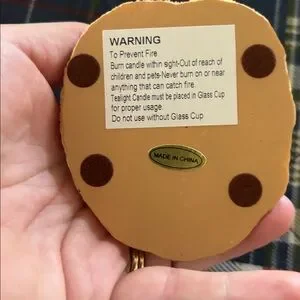 WARNING
To Prevent Fire
Burn candle within sight-Out of reach of
children and pets-Never burn on or near
anything that can catch fire.
Tealight Candle must be placed in Glass Cup
for proper usage.
Do not use without Glass Cup
MADE IN CHINA